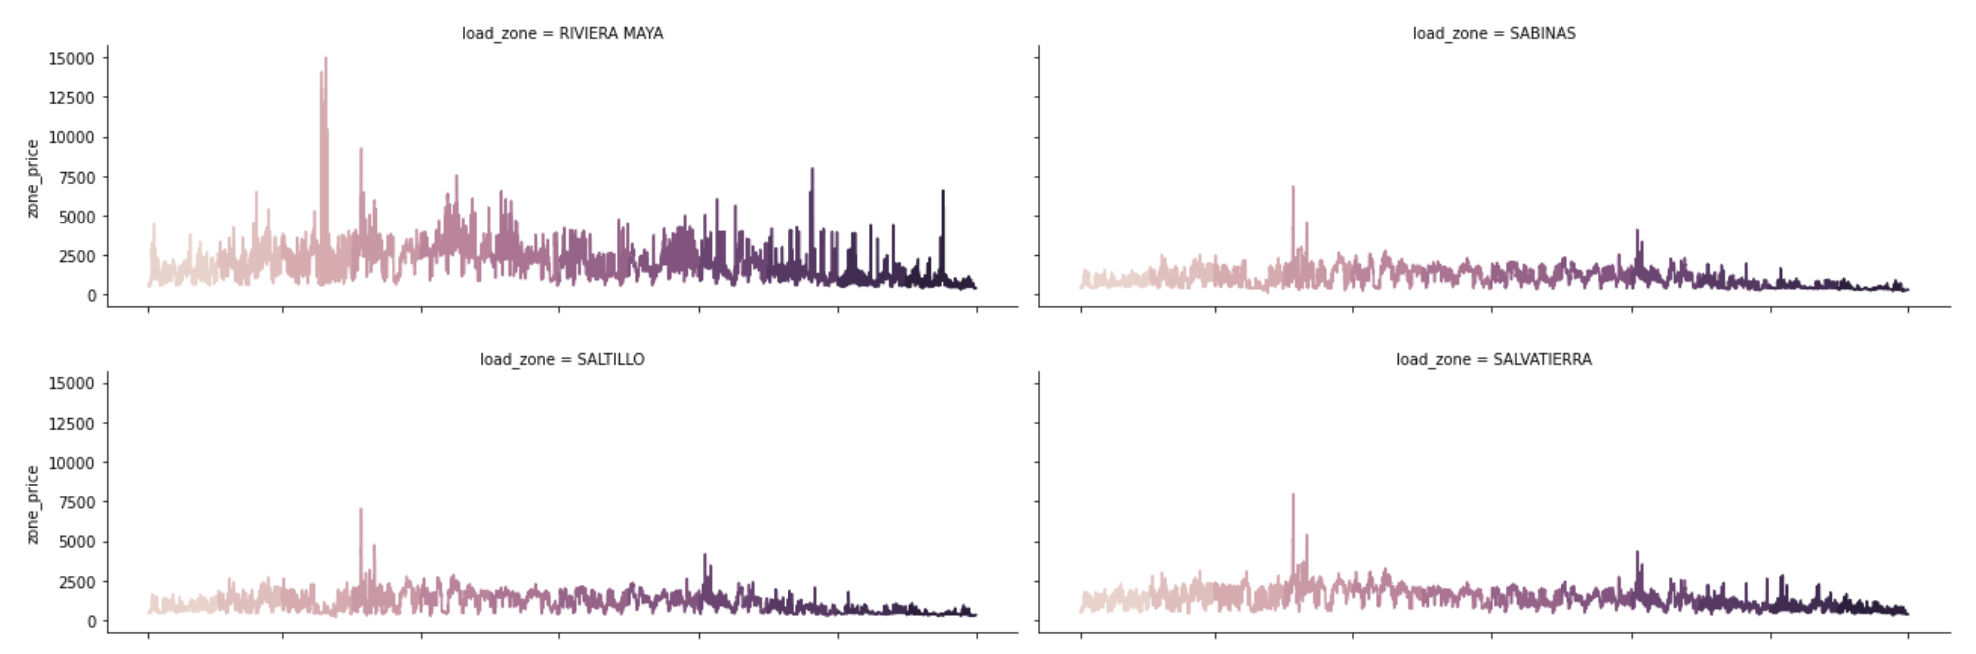 load_zone = RIVIERA MAYA
load_zone = SABINAS
15000
12500
10000
7500
5000
2500
0
zone_price
load_zone = SALTILLO
load_zone = SALVATIERRA
15000
12500
10000
7500
5000
2500
0
zone_price